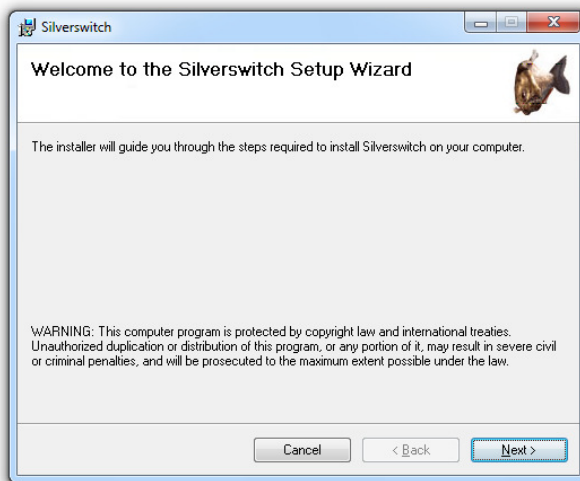 Silverswitch
Welcome to the Silverswitch Setup Wizard
The installer will guide you through the steps required to install Silverswitch on your computer.
WARNING: This computer program is protected by copyright law and international treaties.
Unauthorized duplication or distribution of this program, or any portion of it, may result in severe civil
or criminal penalties, and will be prosecuted to the maximum extent possible under the law.
Cancel
< Back
Next >